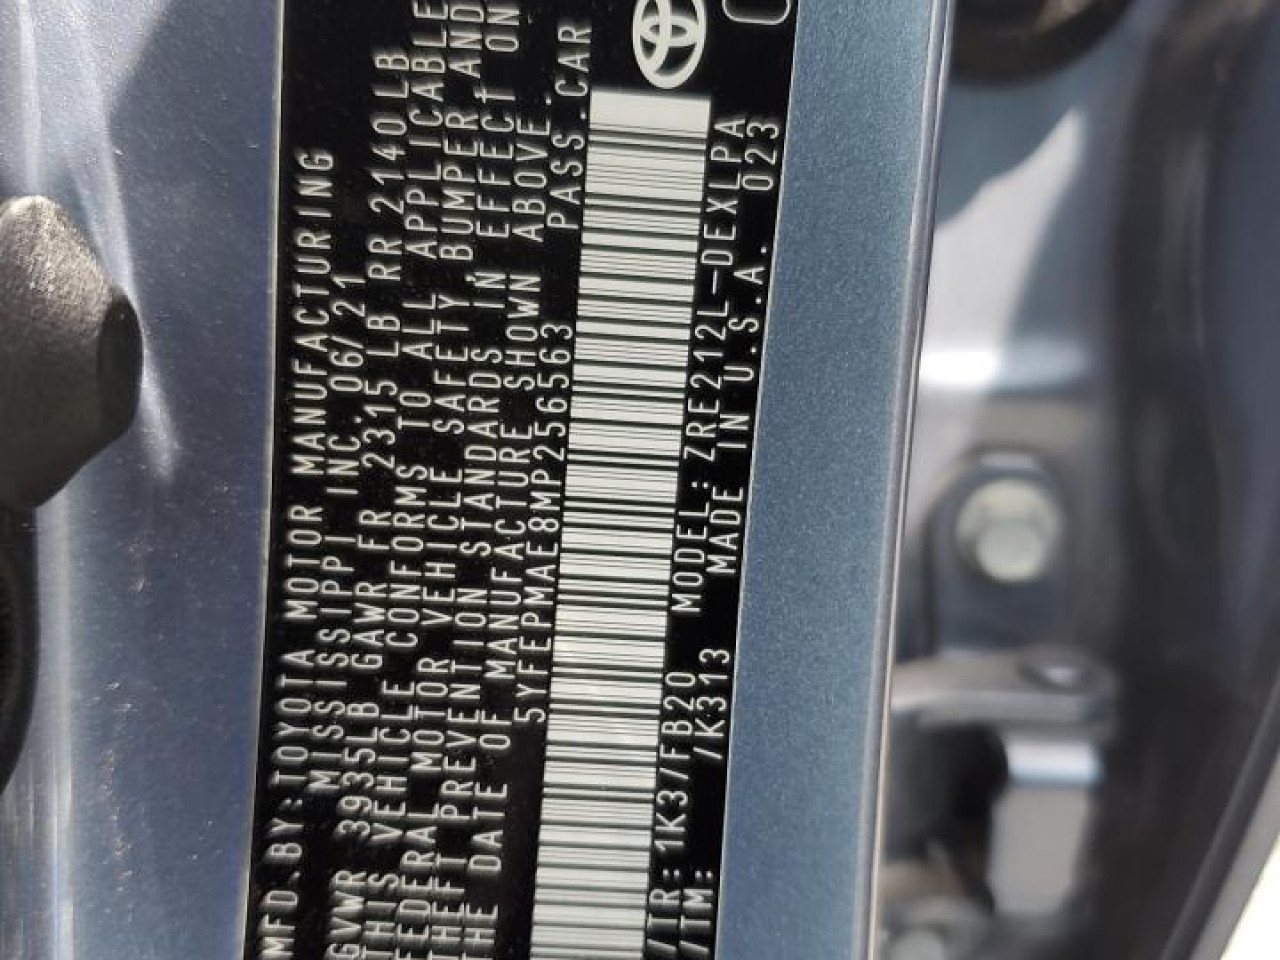 MFD.BY:TOYOTA MOTOR MANUFACTURING
MISSISSIPPI INC. 06/21
GVWR 3935LB GAWR FR 2315 LB RR 2140LB
THIS VEHICLE CONFORMS TO ALL APPLICABLE
FEDERAL MOTOR VEHICLE SAFETY BUMPER AND
THEFT PREVENTION STANDARDS IN EFFECT ON
THE DATE OF MANUFACTURE SHOWN ABOVE.
5YFEPMAE8MP256563 PASS.CAR
/TR:1K3/FB20 MODEL:ZRE212L-DEXLPA
/TM: /K313 MADE IN U.S.A. 023